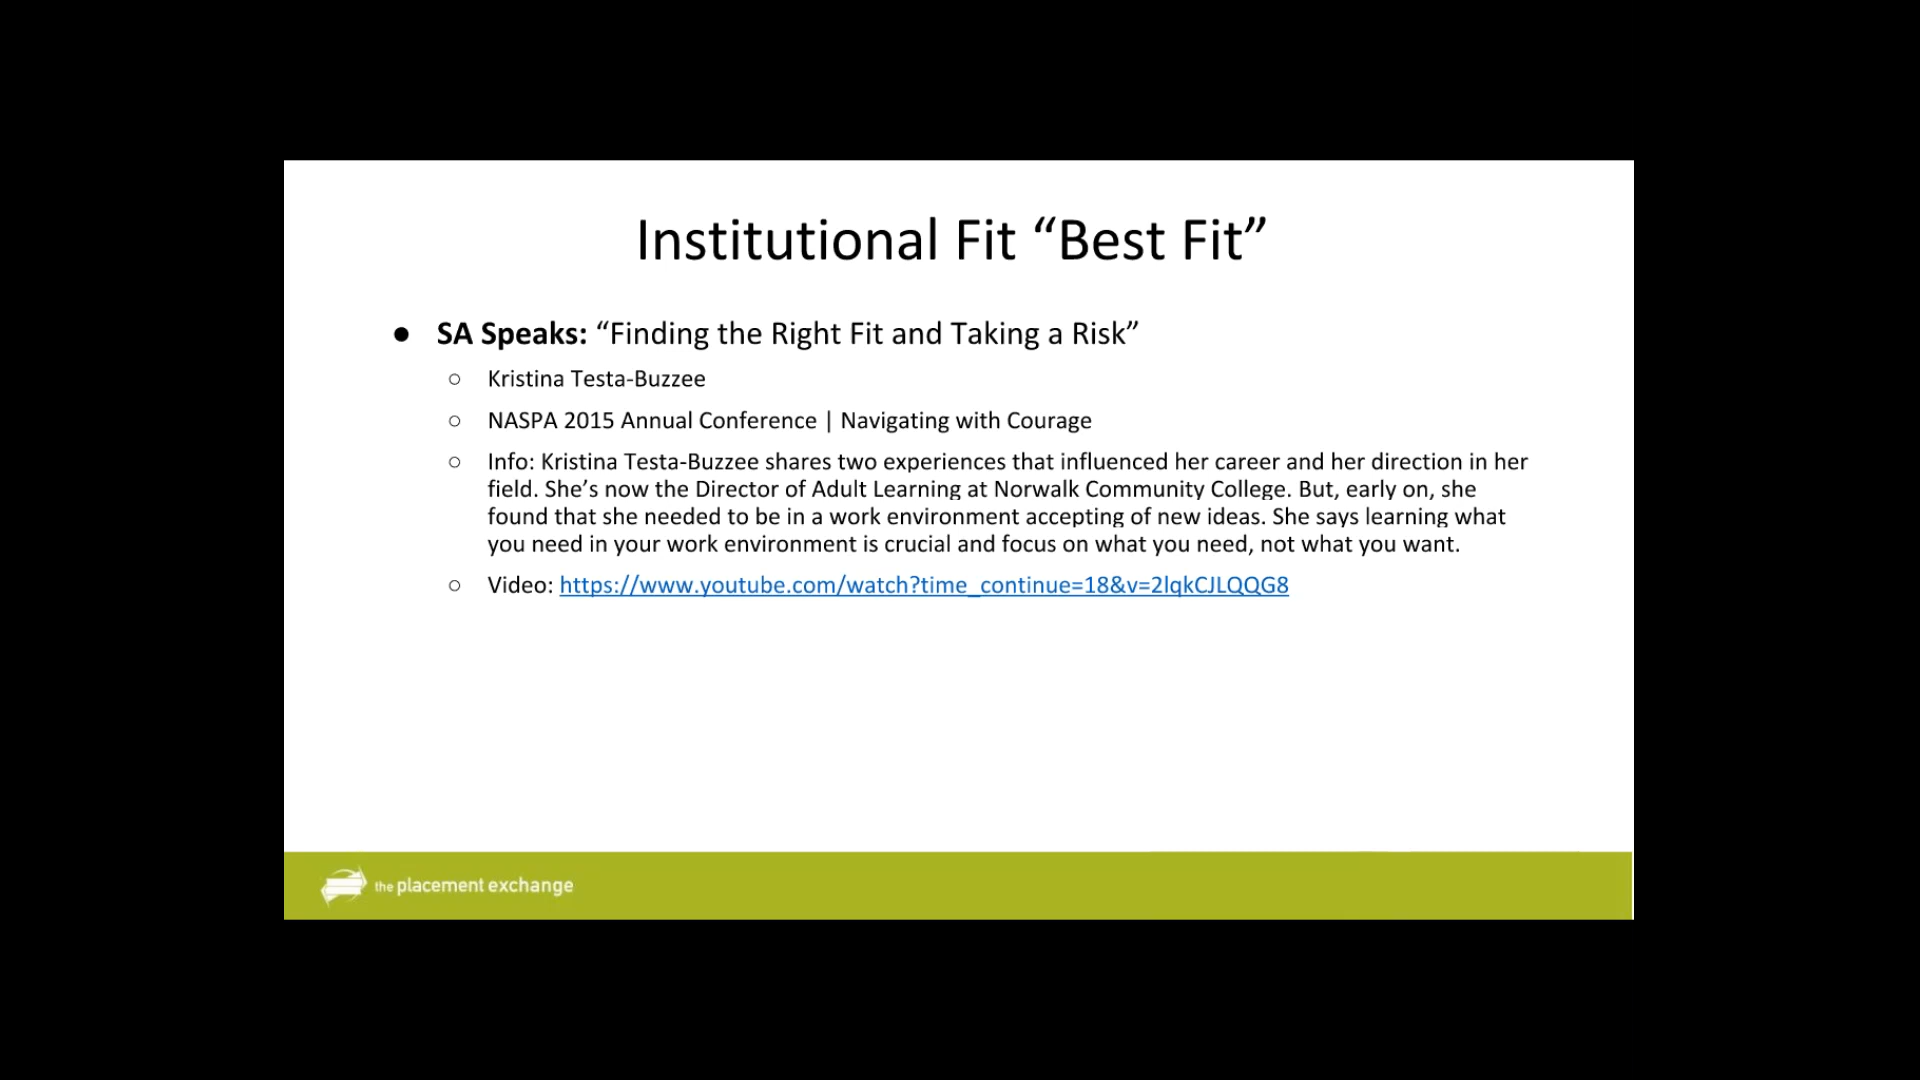 Institutional Fit “Best Fit”
● SA Speaks: “Finding the Right Fit and Taking a Risk”
○ Kristina Testa-Buzzee
○ NASPA 2015 Annual Conference | Navigating with Courage
○ Info: Kristina Testa-Buzzee shares two experiences that influenced her career and her direction in her
field. She’s now the Director of Adult Learning at Norwalk Community College. But, early on, she
found that she needed to be in a work environment accepting of new ideas. She says learning what
you need in your work environment is crucial and focus on what you need, not what you want.
○ Video: https://www.youtube.com/watch?time_continue=18&v=2lqkCJLQQG8
the placement exchange